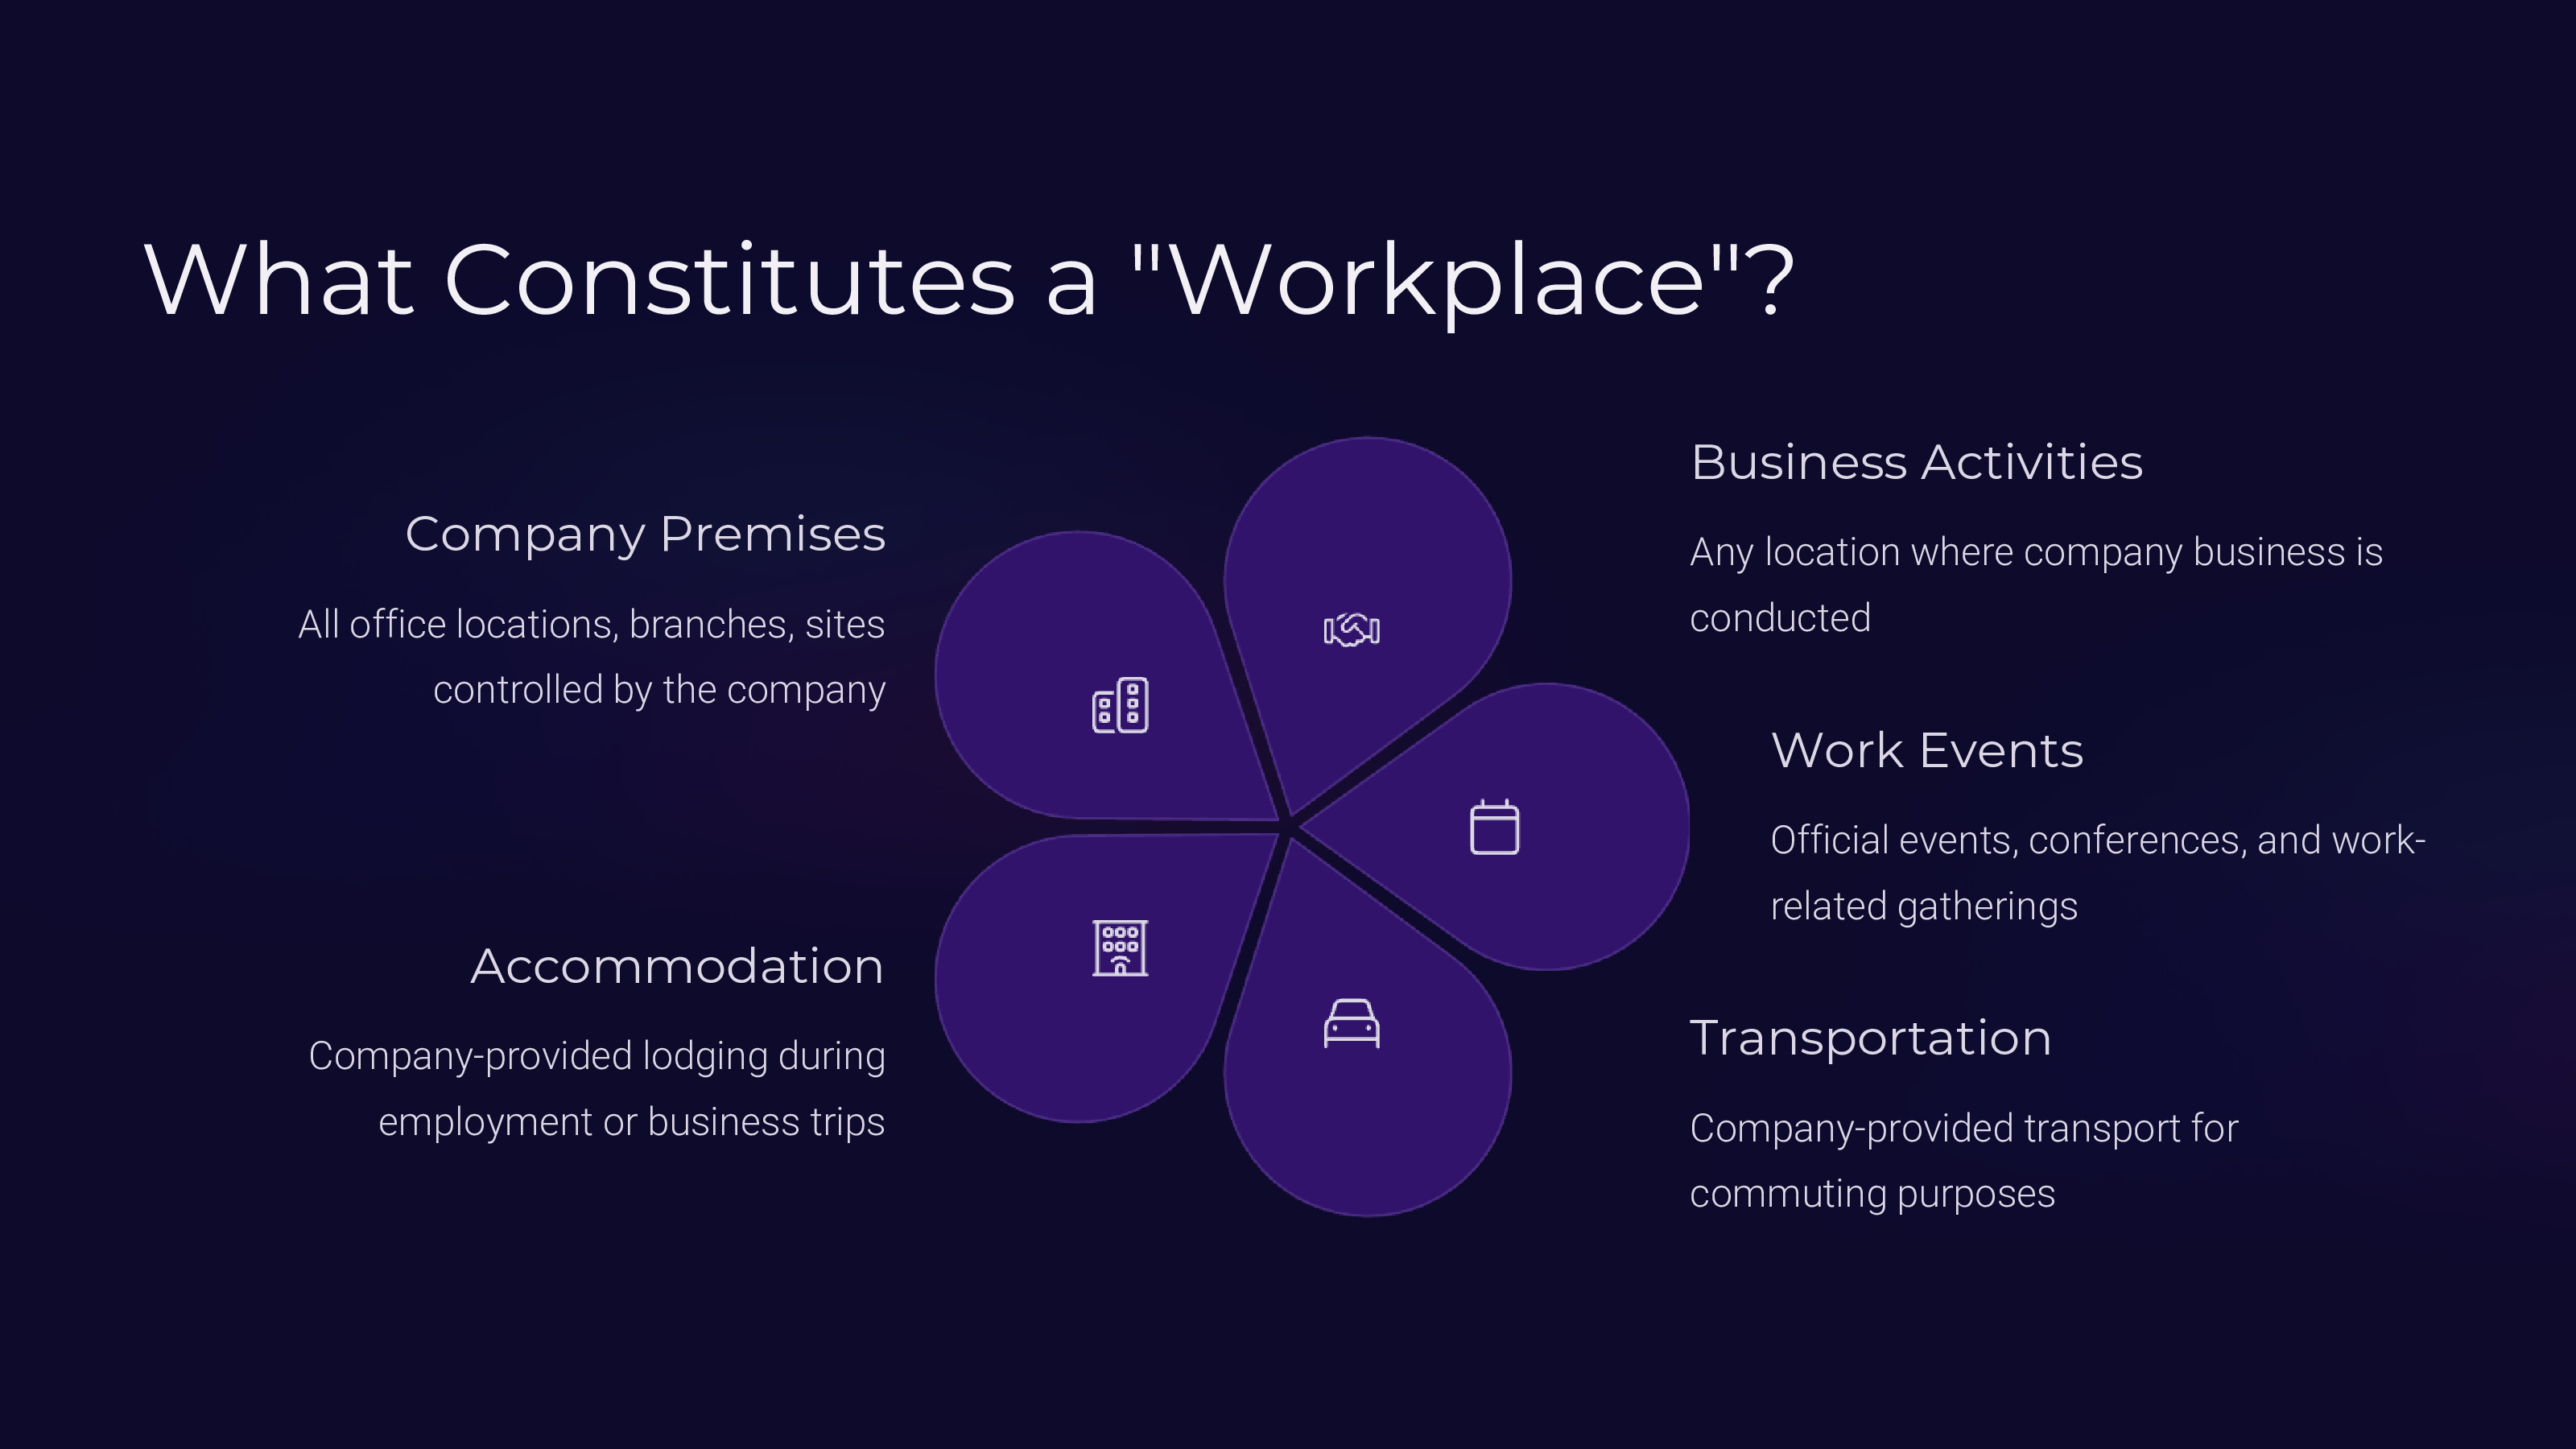 What Constitutes a "Workplace"?
Company Premises
All office locations, branches, sites
controlled by the company
Accommodation
Company-provided lodging during
employment or business trips
Business Activities
Any location where company business is
conducted
Work Events
Official events, conferences, and work-
related gatherings
Transportation
Company-provided transport for
commuting purposes